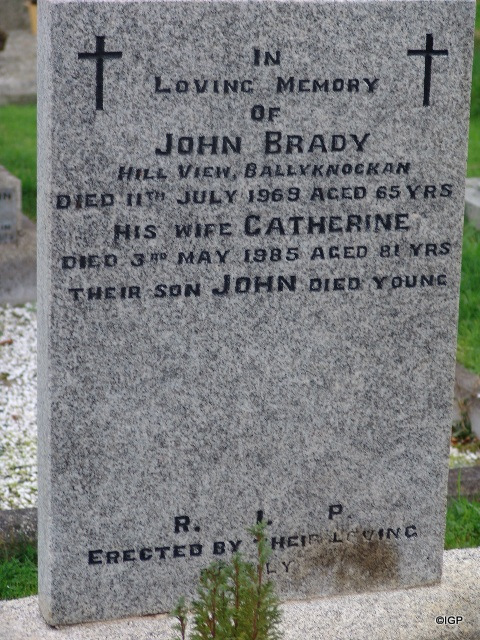 IN
LOVING MEMORY
OF
JOHN BRADY
HILL VIEW, BALLYKNOCKAN
DIED 11TH JULY 1969 AGED 65 YRS
HIS WIFE CATHERINE
DIED 3RD MAY 1985 AGED 81 YRS
THEIR SON JOHN DIED YOUNG
R. I. P.
ERECTED BY THEIR LOVING
©IGP